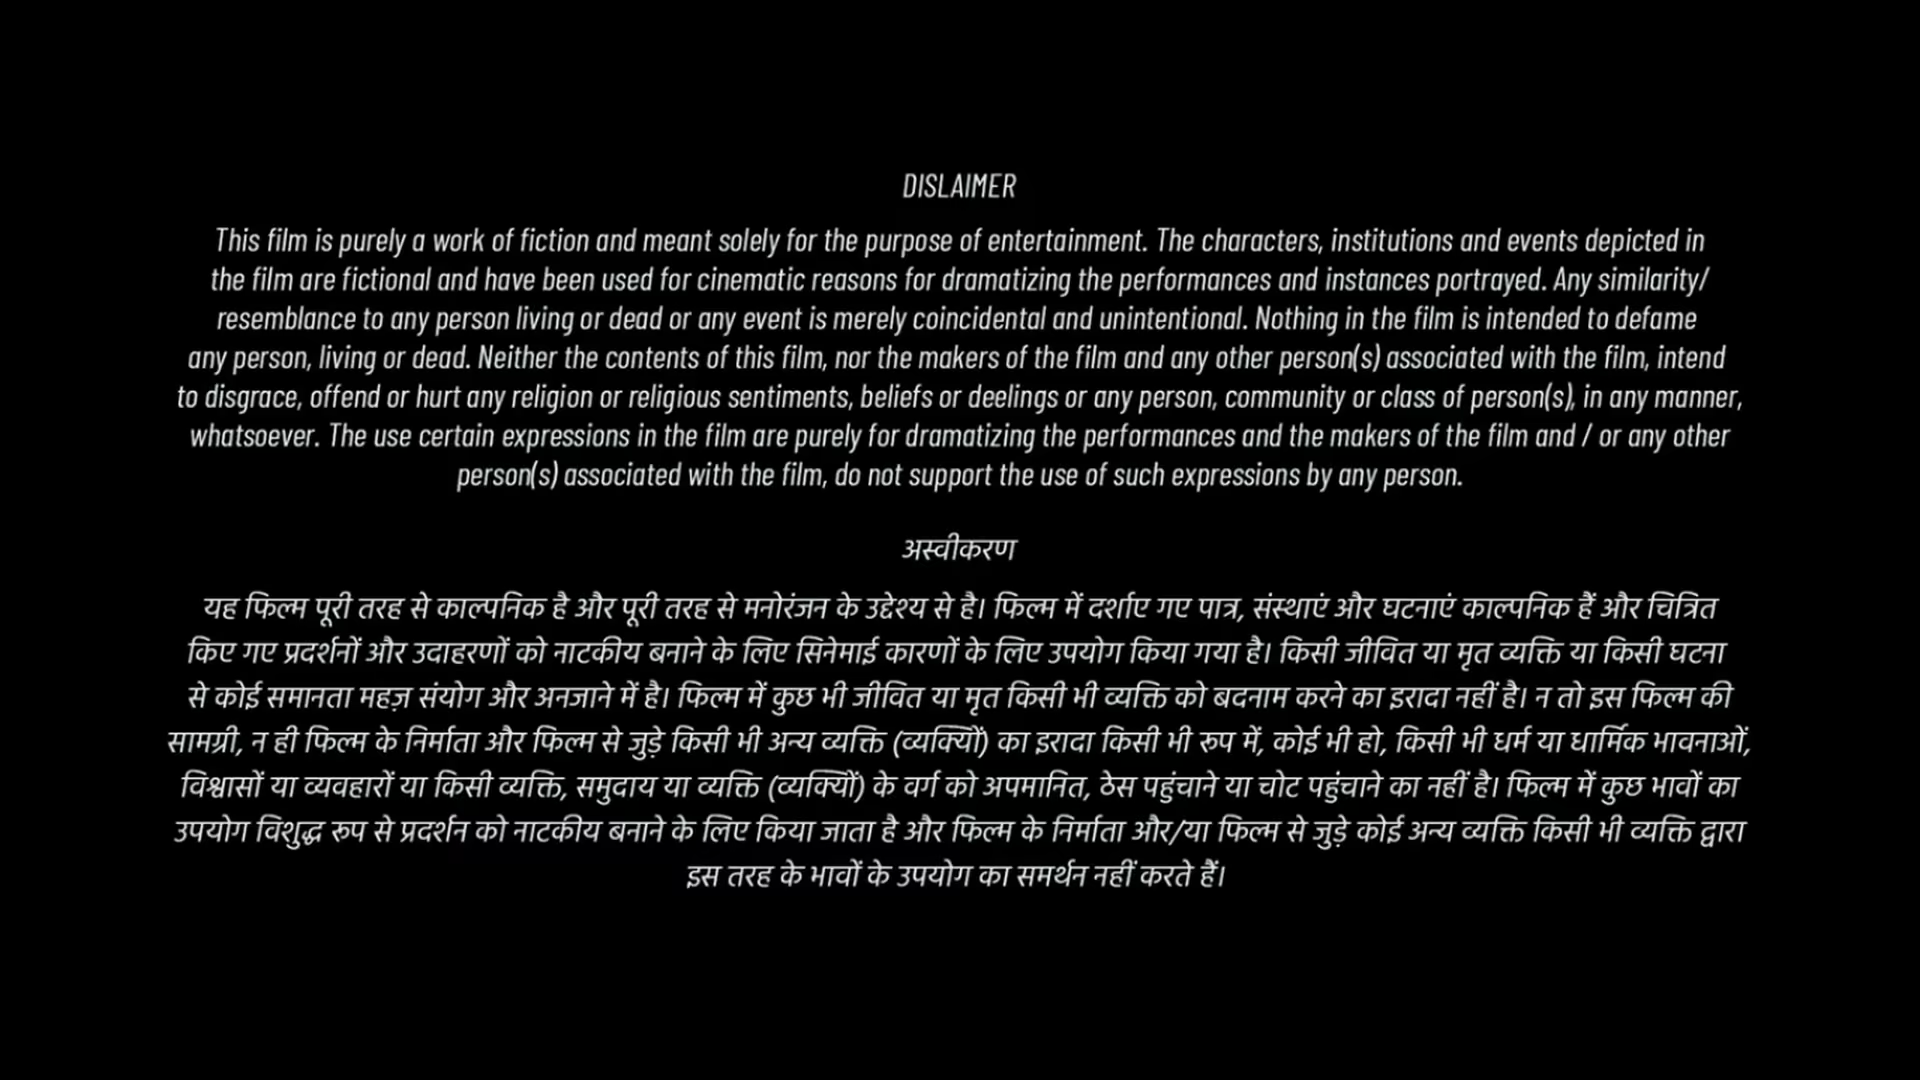 DISLAIMER
This film is purely a work of fiction and meant solely for the purpose of entertainment. The characters, institutions and events depicted in
the film are fictional and have been used for cinematic reasons for dramatizing the performances and instances portrayed. Any similarity/
resemblance to any person living or dead or any event is merely coincidental and unintentional. Nothing in the film is intended to defame
any person, living or dead. Neither the contents of this film, nor the makers of the film and any other person(s) associated with the film, intend
to disgrace, offend or hurt any religion or religious sentiments, beliefs or deelings or any person, community or class of person(s), in any manner,
whatsoever. The use certain expressions in the film are purely for dramatizing the performances and the makers of the film and / or any other
person(s) associated with the film, do not support the use of such expressions by any person.
अस्वीकरण
यह फिल्म पूरी तरह से काल्पनिक है और पूरी तरह से मनोरंजन के उद्देश्य से है। फिल्म में दर्शाए गए पात्र, संस्थाएं और घटनाएं काल्पनिक हैं और चित्रित
किए गए प्रदर्शनों और उदाहरणों को नाटकीय बनाने के लिए सिनेमाई कारणों के लिए उपयोग किया गया है। किसी जीवित या मृत व्यक्ति या किसी घटना
से कोई समानता महज़ संयोग और अनजाने में है। फिल्म में कुछ भी जीवित या मृत किसी भी व्यक्ति को बदनाम करने का इरादा नहीं है। न तो इस फिल्म की
सामग्री, न ही फिल्म के निर्माता और फिल्म से जुड़े किसी भी अन्य व्यक्ति (व्यक्यिों) का इरादा किसी भी रूप में, कोई भी हो, किसी भी धर्म या धार्मिक भावनाओं,
विश्वासों या व्यवहारों या किसी व्यक्ति, समुदाय या व्यक्ति (व्यक्यिों) के वर्ग को अपमानित, ठेस पहुंचाने या चोट पहुंचाने का नहीं है। फिल्म में कुछ भावों का
उपयोग विशुद्ध रूप से प्रदर्शन को नाटकीय बनाने के लिए किया जाता है और फिल्म के निर्माता और/या फिल्म से जुड़े कोई अन्य व्यक्ति किसी भी व्यक्ति द्वारा
इस तरह के भावों के उपयोग का समर्थन नहीं करते हैं।